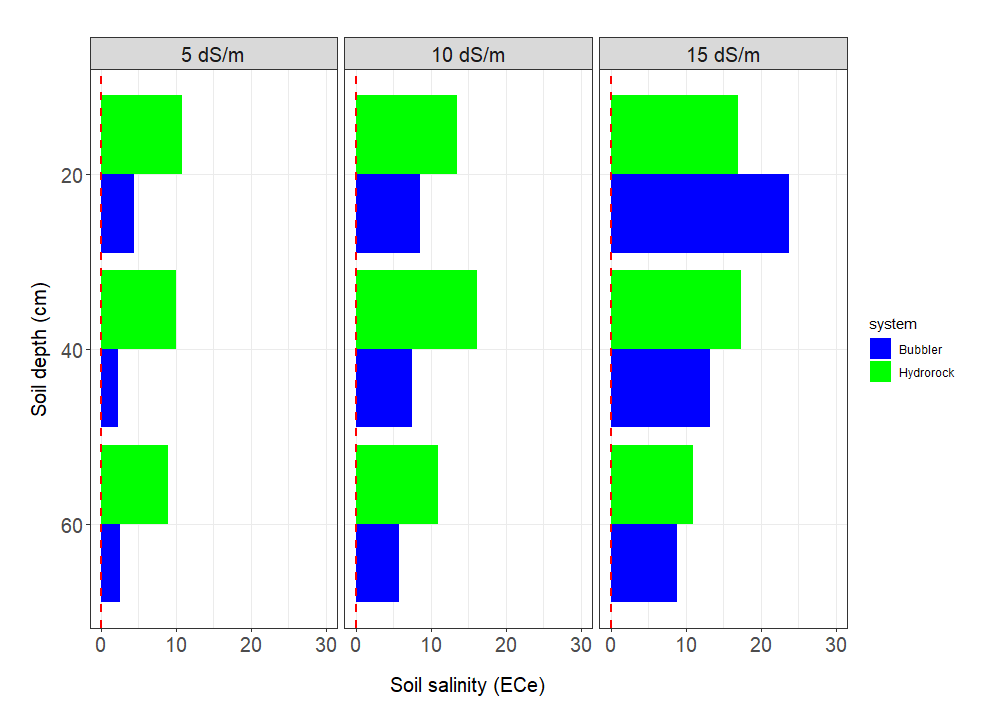 5 dS/m
10 dS/m
15 dS/m
Soil depth (cm)
20
40
60
0 10 20 30
0 10 20 30
0 10 20 30
Soil salinity (ECe)
system
Bubbler
Hydrorock